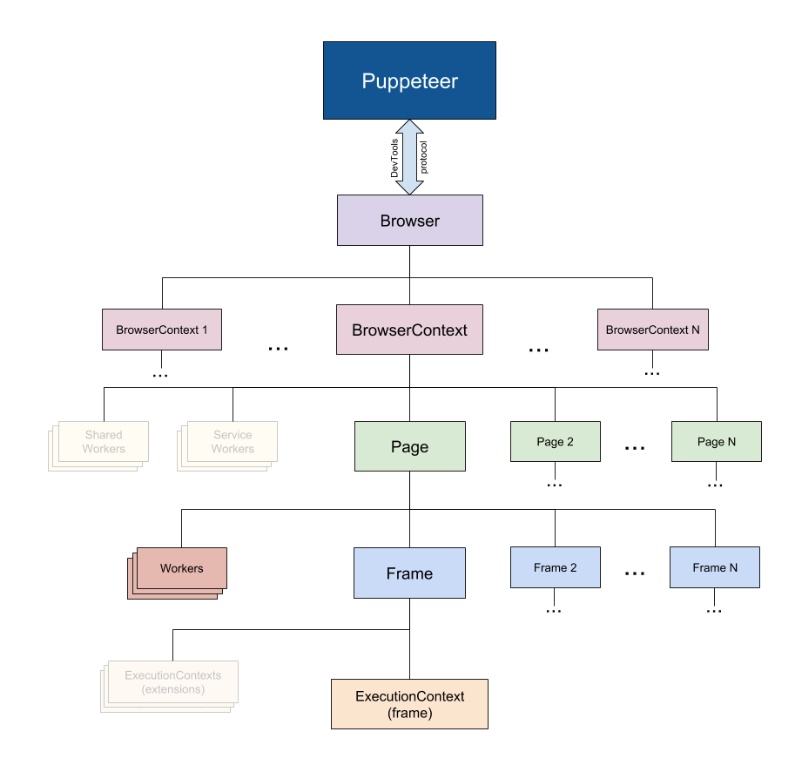 Puppeteer
DevTools
protocol
Browser
BrowserContext 1
...
BrowserContext
...
BrowserContext N
...
...
Shared
Workers
Service
Workers
Page
Page 2
...
Page N
...
...
Workers
Frame
Frame 2
...
Frame N
...
...
ExecutionContexts
(extensions)
ExecutionContext
(frame)